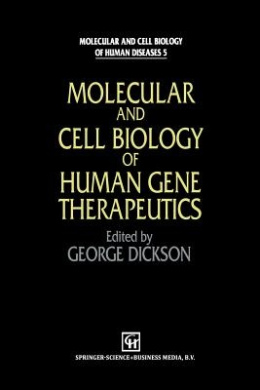 MOLECULAR AND CELL BIOLOGY
OF HUMAN DISEASES 5
MOLECULAR
AND
CELL BIOLOGY
OF
HUMAN GENE
THERAPEUTICS
Edited by
GEORGE DICKSON
SPRINGER-SCIENCE+BUSINESS MEDIA, B.V.